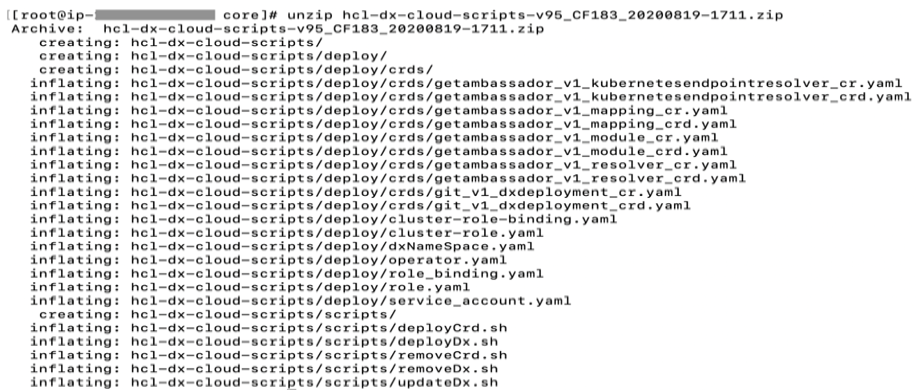 [[root@ip- core]# unzip hcl-dx-cloud-scripts-v95_CF183_20200819-1711.zip
Archive:  hcl-dx-cloud-scripts-v95_CF183_20200819-1711.zip
creating: hcl-dx-cloud-scripts/
creating: hcl-dx-cloud-scripts/deploy/
creating: hcl-dx-cloud-scripts/deploy/crds/
inflating: hcl-dx-cloud-scripts/deploy/crds/getambassador_v1_kubernetesendpointresolver_cr.yaml
inflating: hcl-dx-cloud-scripts/deploy/crds/getambassador_v1_kubernetesendpointresolver_crd.yaml
inflating: hcl-dx-cloud-scripts/deploy/crds/getambassador_v1_mapping_cr.yaml
inflating: hcl-dx-cloud-scripts/deploy/crds/getambassador_v1_mapping_crd.yaml
inflating: hcl-dx-cloud-scripts/deploy/crds/getambassador_v1_module_cr.yaml
inflating: hcl-dx-cloud-scripts/deploy/crds/getambassador_v1_module_crd.yaml
inflating: hcl-dx-cloud-scripts/deploy/crds/getambassador_v1_resolver_cr.yaml
inflating: hcl-dx-cloud-scripts/deploy/crds/getambassador_v1_resolver_crd.yaml
inflating: hcl-dx-cloud-scripts/deploy/crds/git_v1_dxdeployment_cr.yaml
inflating: hcl-dx-cloud-scripts/deploy/crds/git_v1_dxdeployment_crd.yaml
inflating: hcl-dx-cloud-scripts/deploy/cluster-role-binding.yaml
inflating: hcl-dx-cloud-scripts/deploy/cluster-role.yaml
inflating: hcl-dx-cloud-scripts/deploy/dxNameSpace.yaml
inflating: hcl-dx-cloud-scripts/deploy/operator.yaml
inflating: hcl-dx-cloud-scripts/deploy/role_binding.yaml
inflating: hcl-dx-cloud-scripts/deploy/role.yaml
inflating: hcl-dx-cloud-scripts/deploy/service_account.yaml
creating: hcl-dx-cloud-scripts/scripts/
inflating: hcl-dx-cloud-scripts/scripts/deployCrd.sh
inflating: hcl-dx-cloud-scripts/scripts/deployDx.sh
inflating: hcl-dx-cloud-scripts/scripts/removeCrd.sh
inflating: hcl-dx-cloud-scripts/scripts/removeDx.sh
inflating: hcl-dx-cloud-scripts/scripts/updateDx.sh